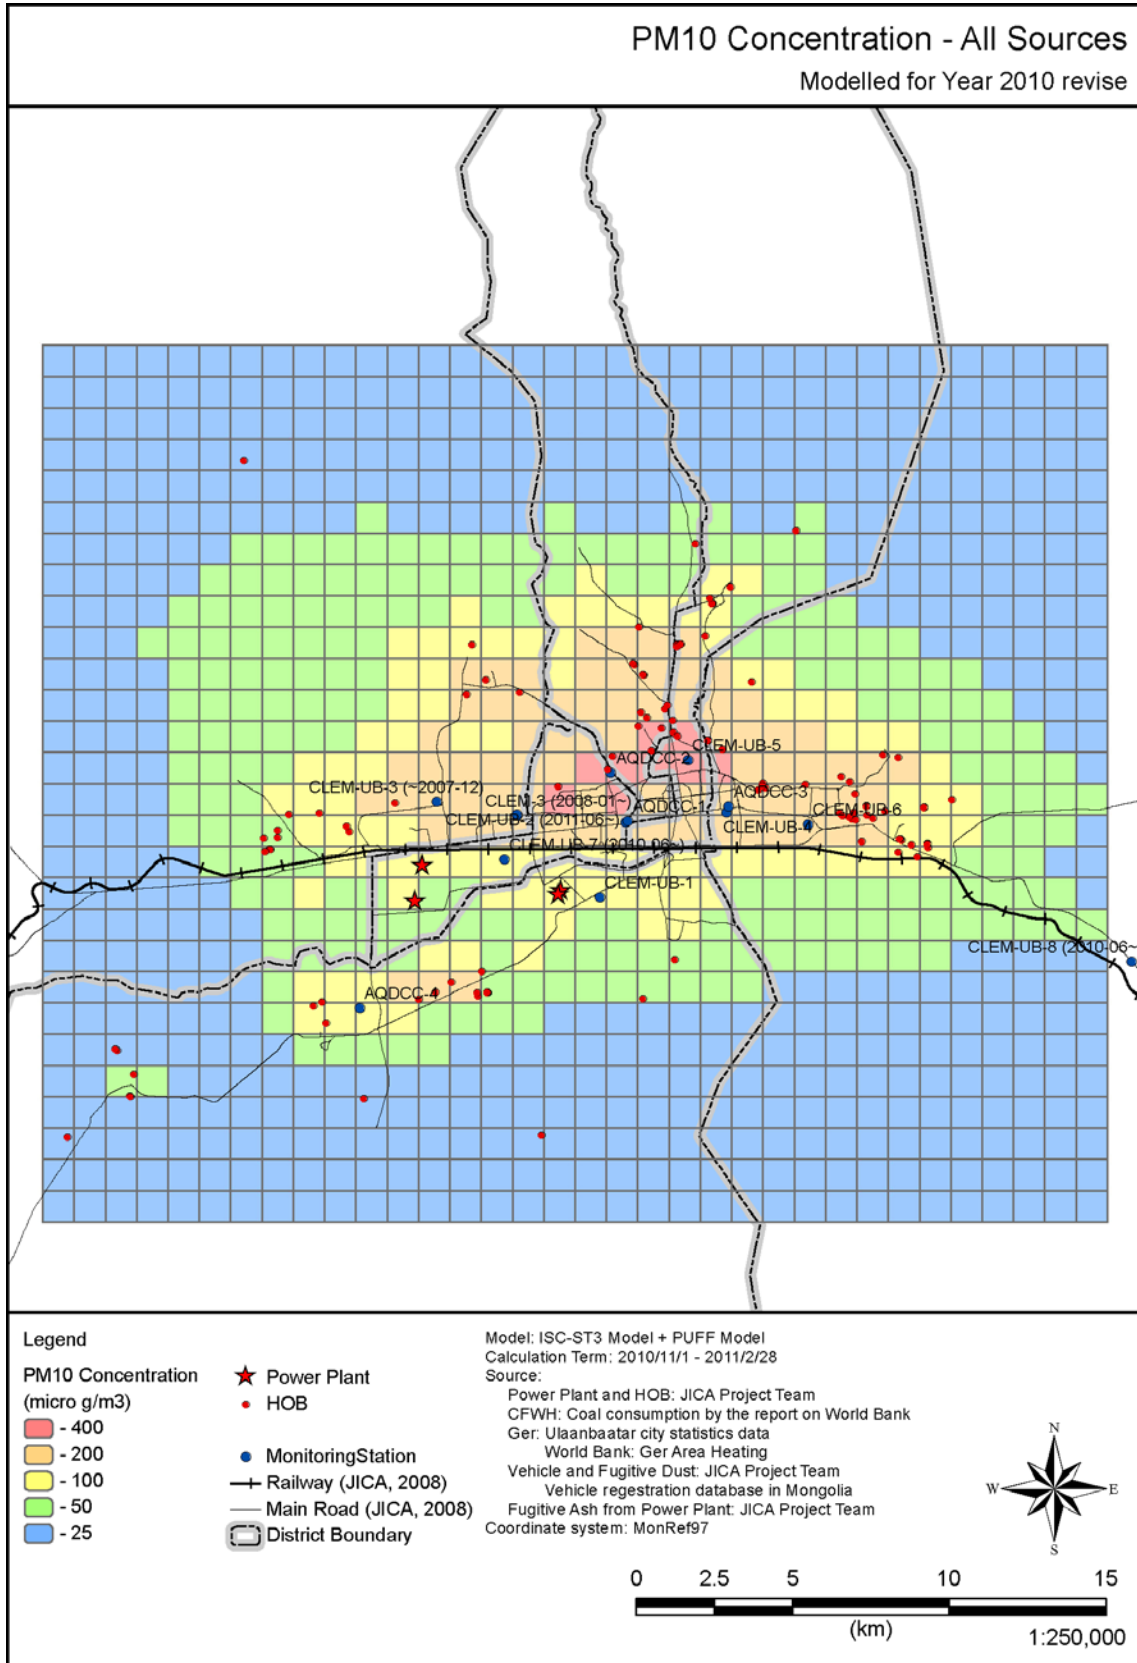 PM10 Concentration - All Sources
Modelled for Year 2010 revise
CLEM-UB-5
AQDCC-2
CLEM-UB-3 (~2007-12)
CLEM-3 (2008-01~)
AQDCC-1
AQDCC-3
CLEM-UB-6
CLEM-UB-2 (2011-06~)
CLEM-UB-4
CLEM-UB-7 (2010-06~)
CLEM-UB-1
CLEM-UB-8 (2010-06~
AQDCC-4
Legend
PM10 Concentration
(micro g/m3)
- 400
- 200
- 100
- 50
- 25
Power Plant
HOB
MonitoringStation
Railway (JICA, 2008)
Main Road (JICA, 2008)
District Boundary
Model: ISC-ST3 Model + PUFF Model
Calculation Term: 2010/11/1 - 2011/2/28
Source:
Power Plant and HOB: JICA Project Team
CFWH: Coal consumption by the report on World Bank
Ger: Ulaanbaatar city statistics data
World Bank: Ger Area Heating
Vehicle and Fugitive Dust: JICA Project Team
Vehicle regestration database in Mongolia
Fugitive Ash from Power Plant: JICA Project Team
Coordinate system: MonRef97
N
W E
S
0 2.5 5 10 15
(km)
1:250,000